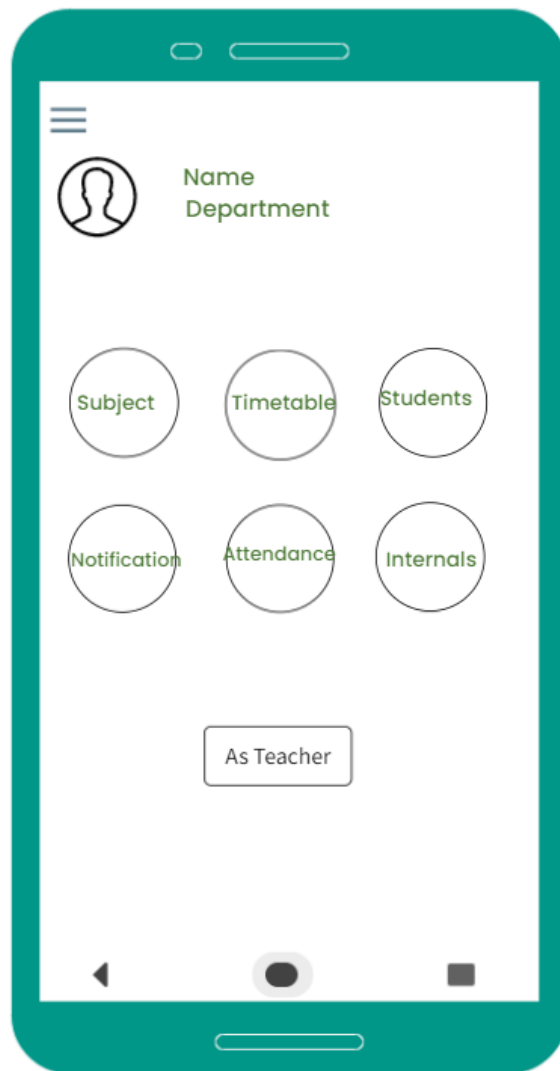 Name
Department
Subject Timetable Students
Notification Attendance Internals
As Teacher